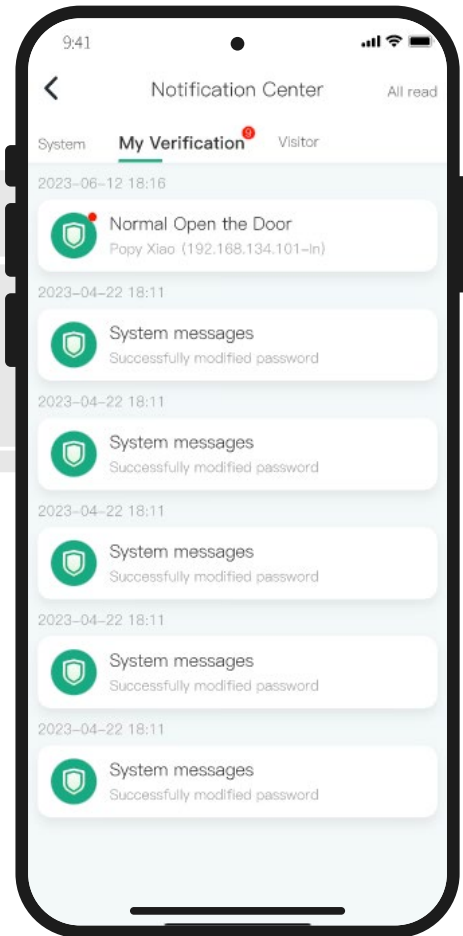 9:41
Notification Center
All read
System
My Verification
9
Visitor
2023-06-12 18:16
Normal Open the Door
Popy Xiao (192.168.134.101-In)
2023-04-22 18:11
System messages
Successfully modified password
2023-04-22 18:11
System messages
Successfully modified password
2023-04-22 18:11
System messages
Successfully modified password
2023-04-22 18:11
System messages
Successfully modified password
2023-04-22 18:11
System messages
Successfully modified password